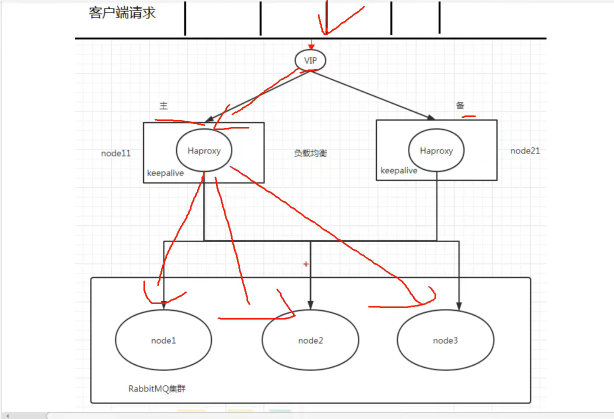 客户端请求
VIP
主
备
node11
Haproxy
keepalive
负载均衡
Haproxy
keepalive
node21
node1
node2
node3
RabbitMQ集群